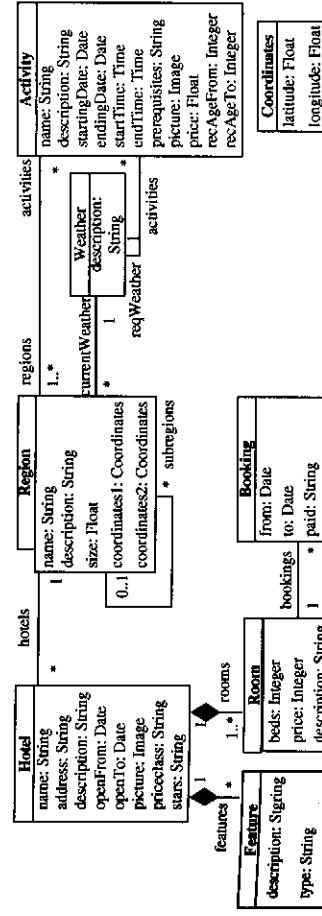 Hotel
name: String
address: String
description: String
openFrom: Date
openTo: Date
picture: Image
priceclass: String
stars: String
hotels
*
1
Region
name: String
description: String
size: Float
coordinates1: Coordinates
coordinates2: Coordinates
0..1
* subregions
regions
1..*
activities
*
currentWeather
*
1
Weather
description:
String
reqWeather
1
*
activities
Activity
name: String
description: String
startingDate: Date
endingDate: Date
startTime: Time
endTime: Time
prerequisites: String
picture: Image
price: Float
recAgeFrom: Integer
recAgeTo: Integer
1
features
*
1
rooms
1..*
Feature
description: Stgring
type: String
Room
beds: Integer
price: Integer
description: String
bookings
1
*
Booking
from: Date
to: Date
paid: String
Coordinates
latitude: Float
longitude: Float